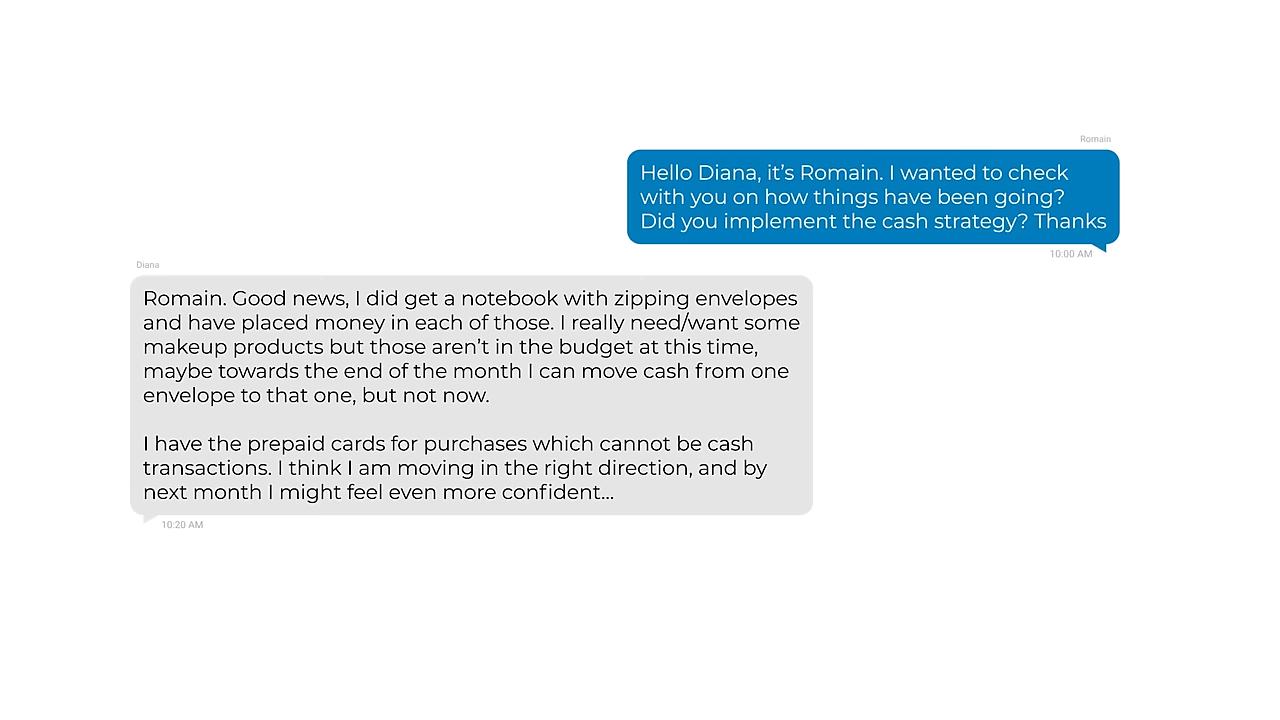 Romain
Hello Diana, it’s Romain. I wanted to check
with you on how things have been going?
Did you implement the cash strategy? Thanks
10:00 AM
Diana
Romain. Good news, I did get a notebook with zipping envelopes
and have placed money in each of those. I really need/want some
makeup products but those aren’t in the budget at this time,
maybe towards the end of the month I can move cash from one
envelope to that one, but not now.
I have the prepaid cards for purchases which cannot be cash
transactions. I think I am moving in the right direction, and by
next month I might feel even more confident...
10:20 AM